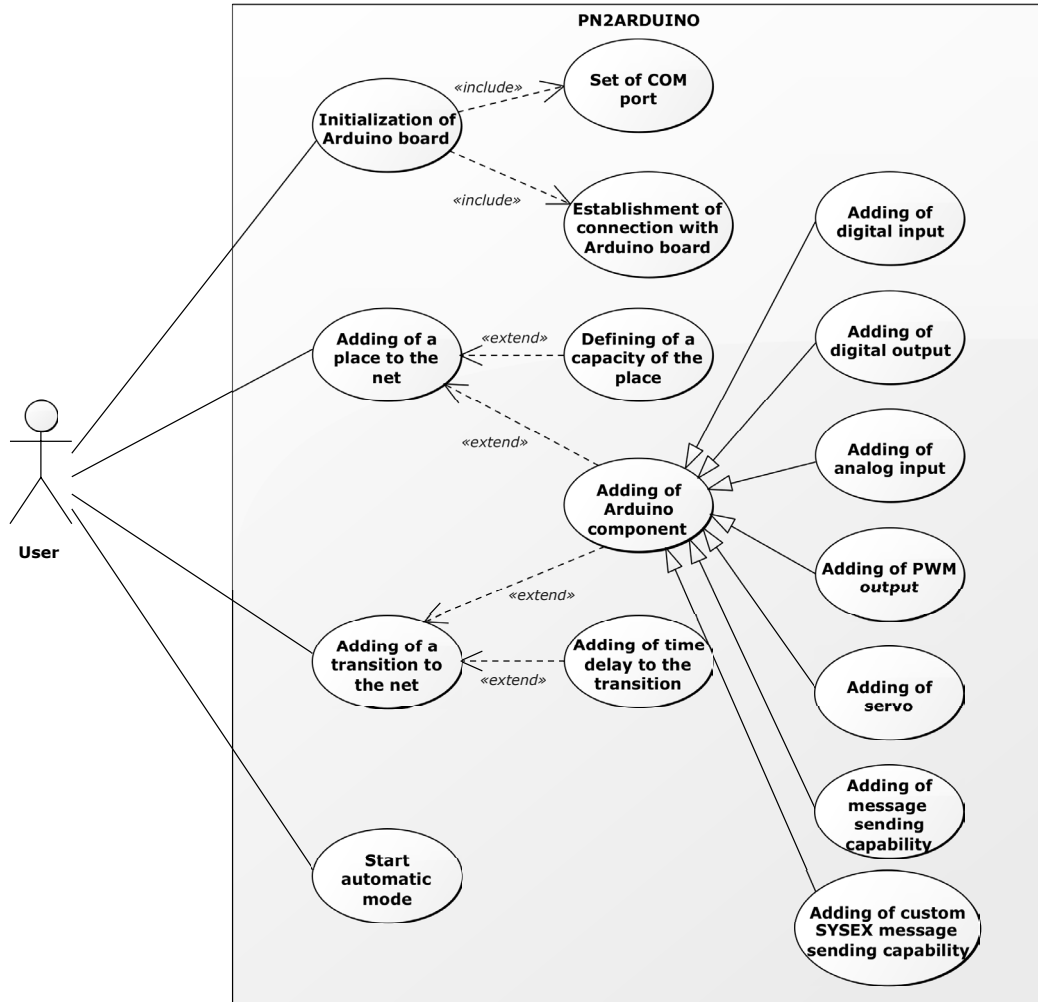 PN2ARDUINO
Set of COM
port
«include»
Initialization of
Arduino board
«include»
Establishment of
connection with
Arduino board
Adding of
digital input
Adding of a
place to the
net
«extend»
Defining of a
capacity of the
place
Adding of
digital output
«extend»
Adding of
analog input
Adding of
Arduino
component
User
Adding of PWM
output
«extend»
Adding of a
transition to
the net
«extend»
Adding of time
delay to the
transition
Adding of
servo
Adding of
message
sending
capability
Start
automatic
mode
Adding of custom
SYSEX message
sending capability